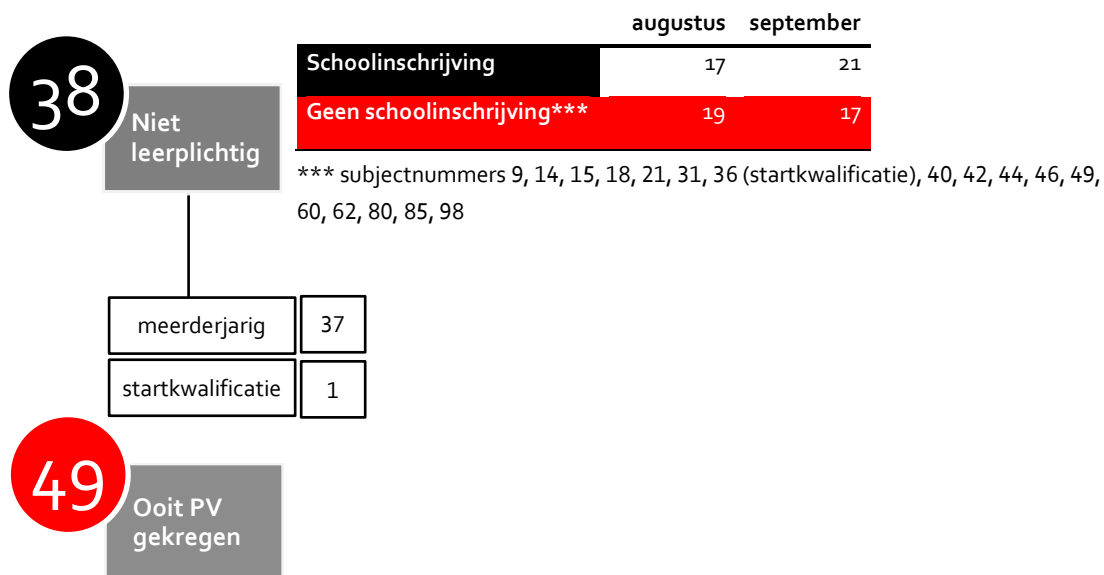 augustus september
38
Schoolinschrijving 17 21
Geen schoolinschrijving*** 19 17
Niet
leerplichtig
*** subjectnummers 9, 14, 15, 18, 21, 31, 36 (startkwalificatie), 40, 42, 44, 46, 49,
60, 62, 80, 85, 98
meerderjarig 37
startkwalificatie 1
49
Ooit PV
gekregen